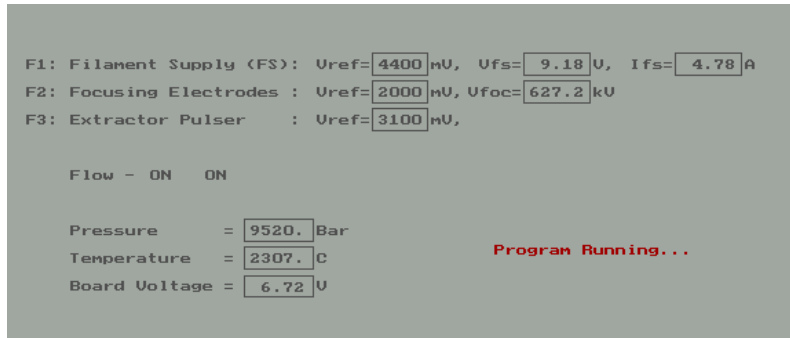 F1: Filament Supply (FS): Vref= 4400 mV, Vfs= 9.18 V, Ifs= 4.78 A
F2: Focusing Electrodes : Vref= 2000 mV, Vfoc= 627.2 kV
F3: Extractor Pulser : Vref= 3100 mV,
Flow - ON ON
Pressure = 9520. Bar
Program Running...
Temperature = 2307. C
Board Voltage = 6.72 V